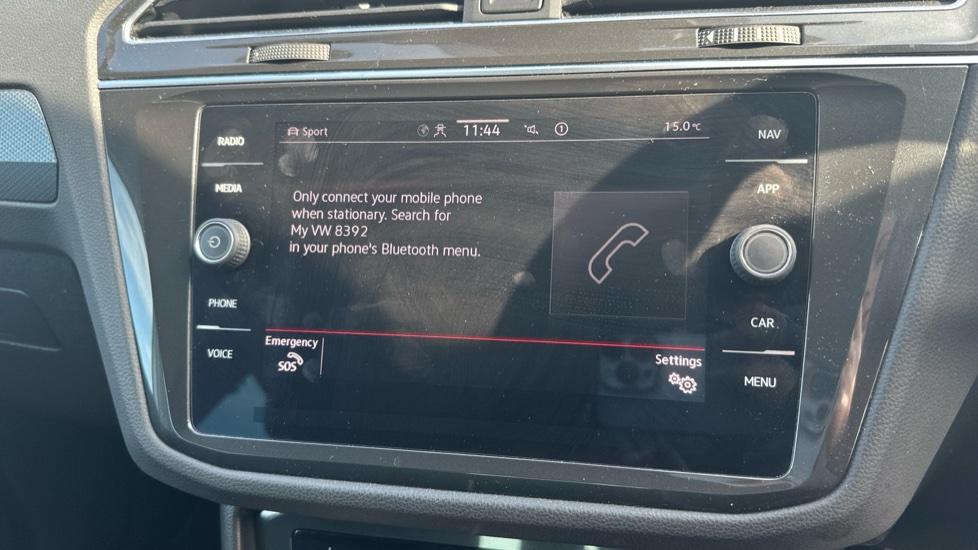 Sport 11:44 1 15.0 °C
RADIO
MEDIA
PHONE
VOICE
Only connect your mobile phone
when stationary. Search for
My VW 8392
in your phone's Bluetooth menu.
Emergency
SOS
Settings
NAV
APP
CAR
MENU